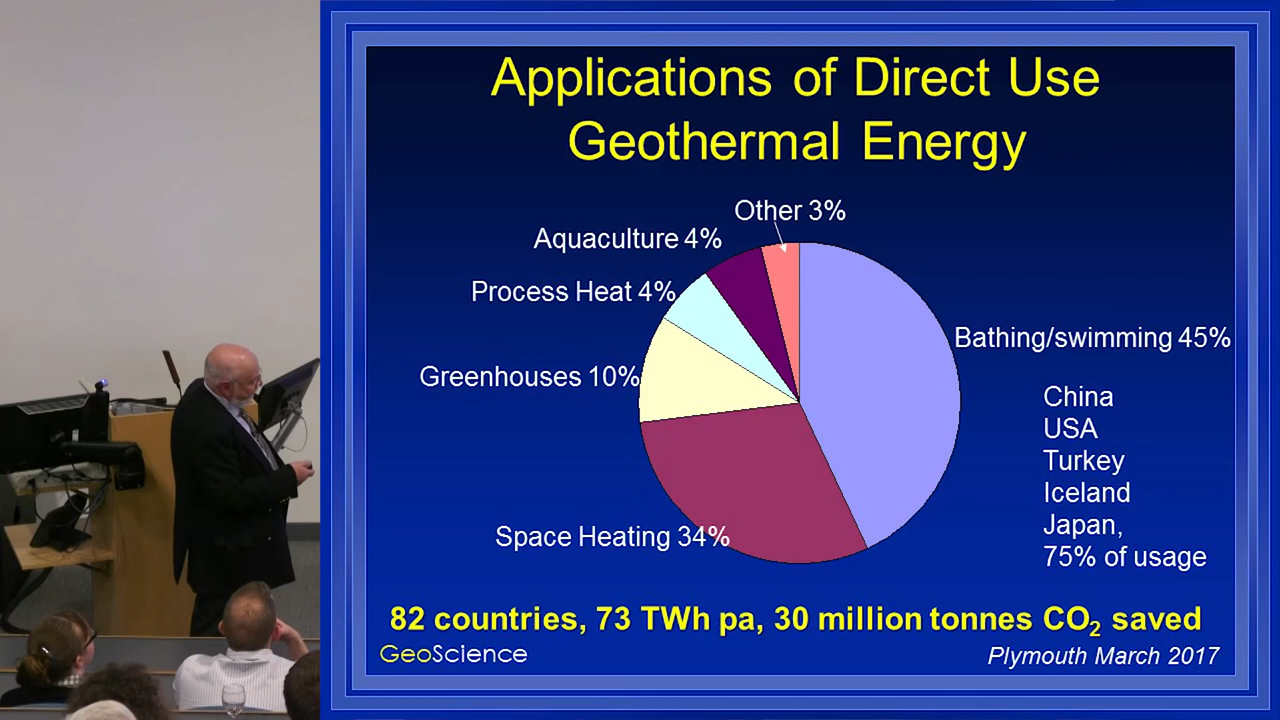 Applications of Direct Use
Geothermal Energy
Other 3%
Aquaculture 4%
Process Heat 4%
Bathing/swimming 45%
Greenhouses 10%
China
USA
Turkey
Iceland
Japan,
75% of usage
Space Heating 34%
82 countries, 73 TWh pa, 30 million tonnes CO₂ saved
GeoScience
Plymouth March 2017